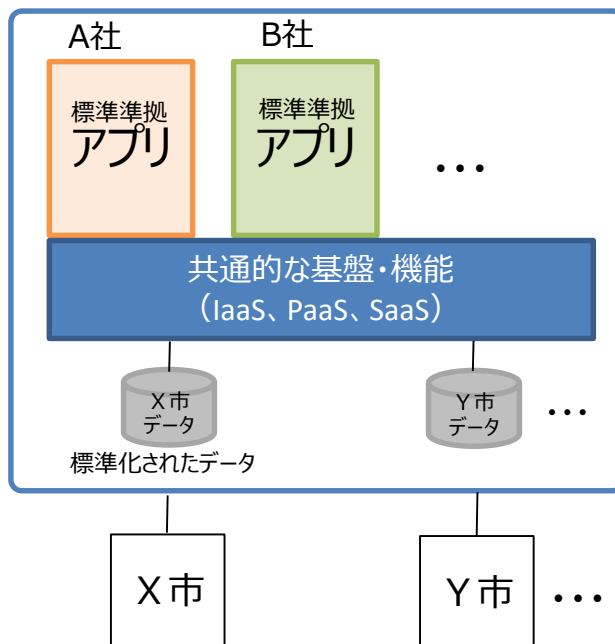 A社
B社
標準準拠
アプリ
標準準拠
アプリ
・・・
共通的な基盤・機能
（IaaS、PaaS、SaaS）
X市
データ
Y市
データ
・・・
標準化されたデータ
X市
Y市
・・・